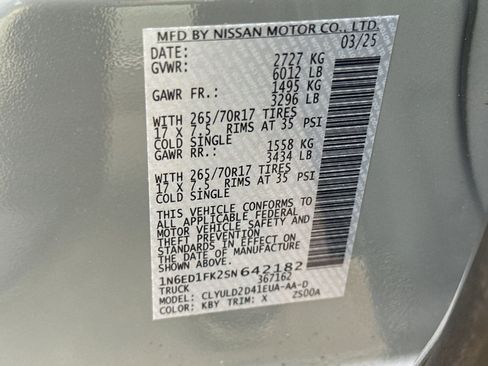 MFD BY NISSAN MOTOR CO., LTD.
DATE: 03/25
GVWR: 2727 KG
6012 LB
GAWR FR.: 1495 KG
3296 LB
WITH 265/70R17 TIRES
17 X 7.5 RIMS AT 35 PSI
COLD SINGLE
GAWR RR.: 1558 KG
3434 LB
WITH 265/70R17 TIRES
17 X 7.5 RIMS AT 35 PSI
COLD SINGLE
THIS VEHICLE CONFORMS TO
ALL APPLICABLE FEDERAL
MOTOR VEHICLE SAFETY AND
THEFT PREVENTION
STANDARDS IN EFFECT ON THE
DATE OF MANUFACTURE
SHOWN ABOVE.
1N6ED1FK2SN642182
TRUCK 367162
MODEL: CLYULD2D41EUA-AA-D
COLOR: KBY TRIM: X 2S00A